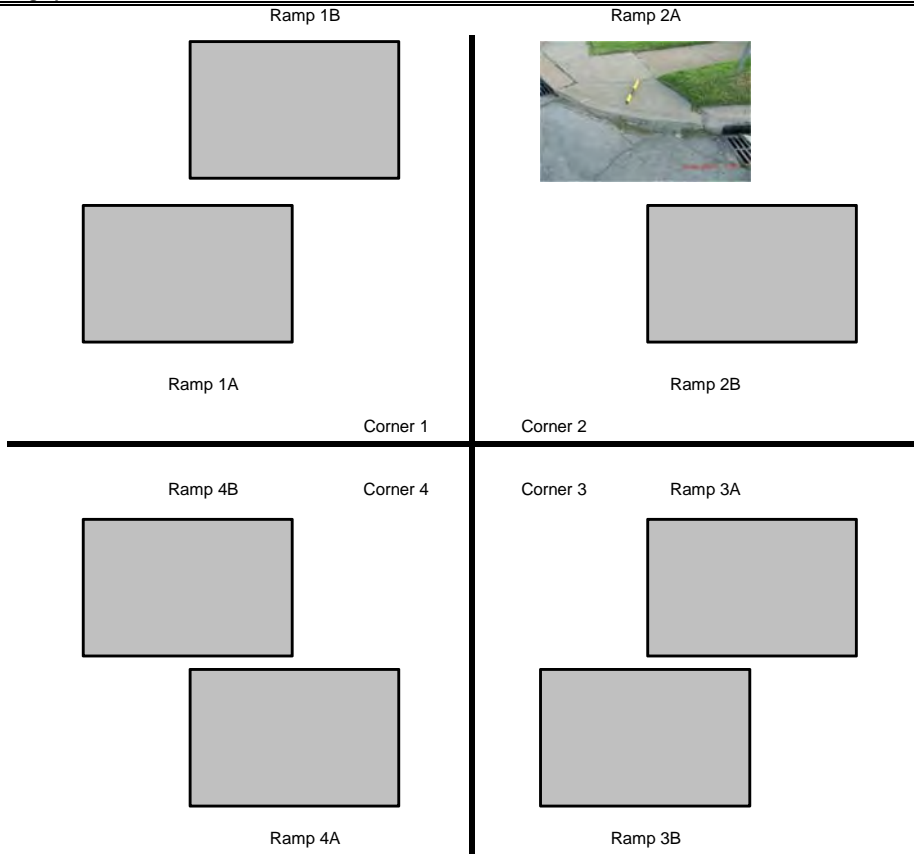 Ramp 1B Ramp 2A
Ramp 1A Ramp 2B
Corner 1 Corner 2
Ramp 4B Corner 4 Corner 3 Ramp 3A
Ramp 4A Ramp 3B